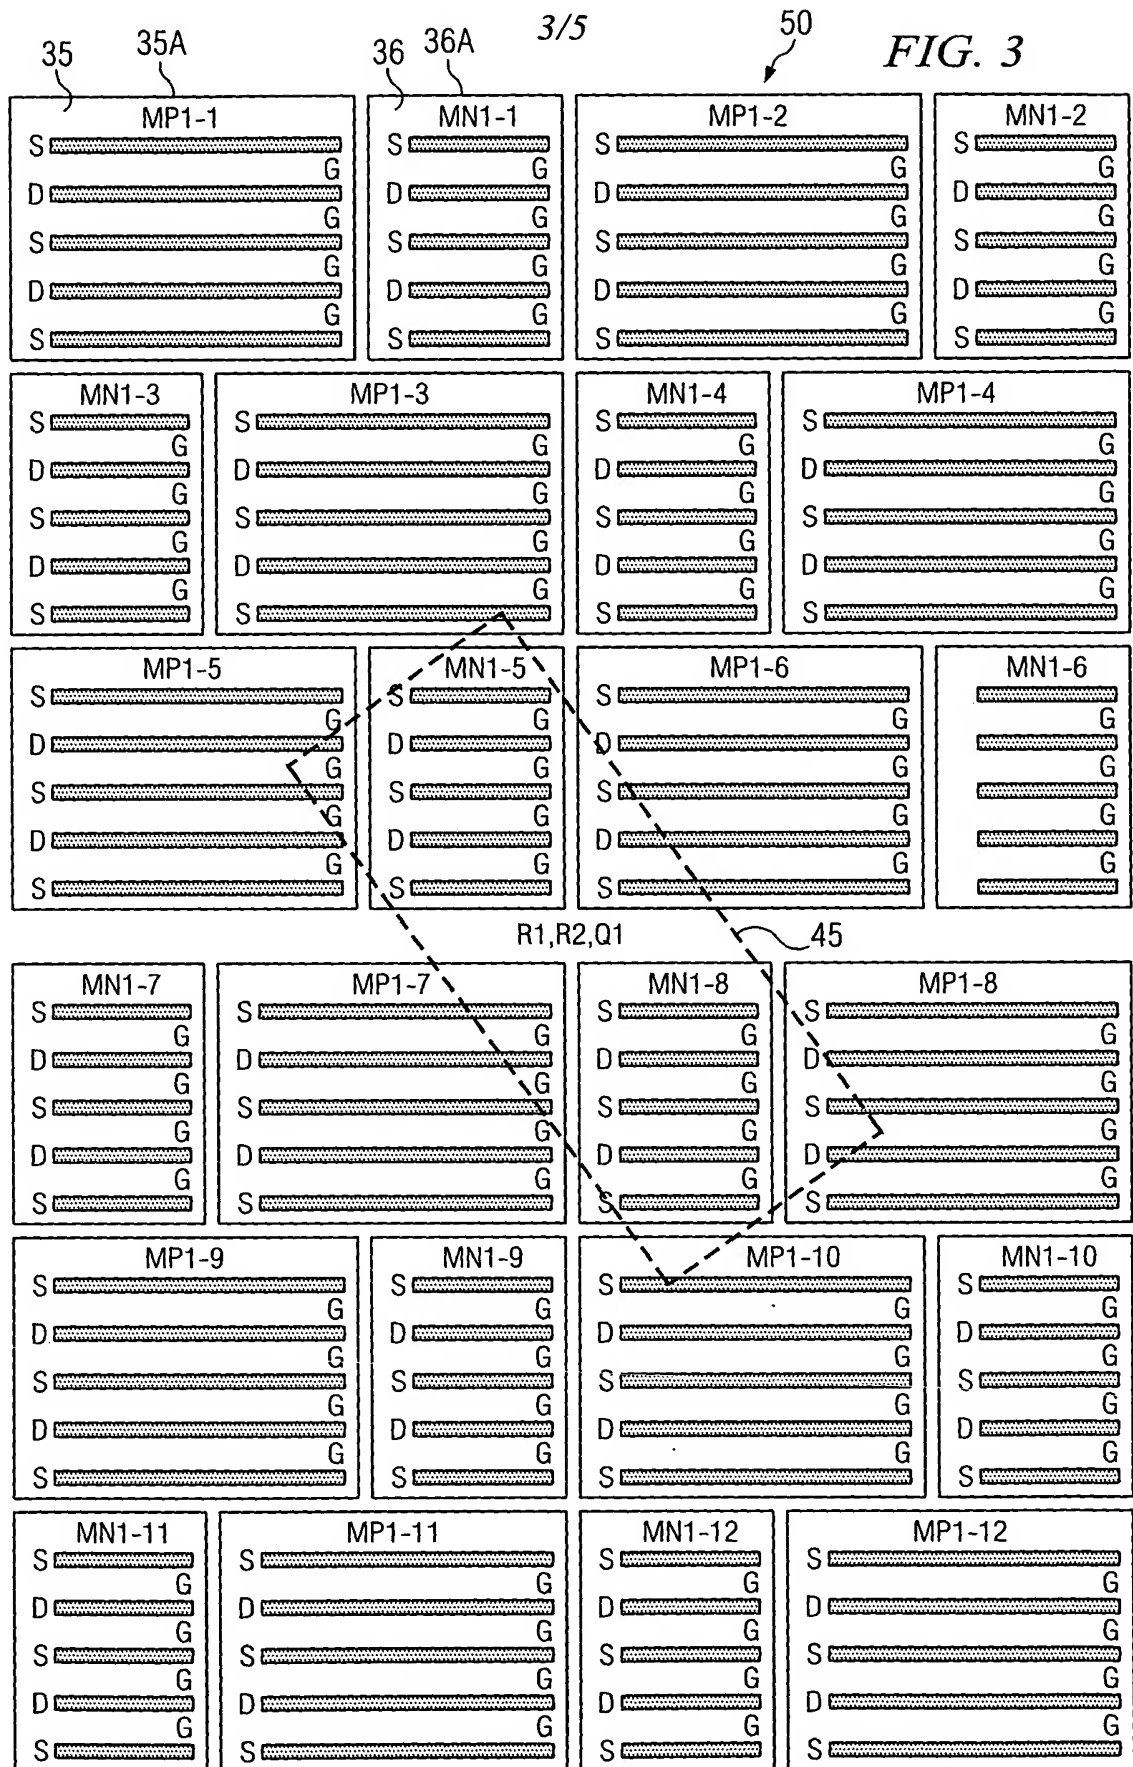 3/5
50
FIG. 3
35 35A 36 36A
MP1-1 MN1-1 MP1-2 MN1-2
S S S S
G G G G
D D D D
G G G G
S S S S
G G G G
D D D D
G G G G
S S S S
MN1-3 MP1-3 MN1-4 MP1-4
S S S S
G G G G
D D D D
G G G G
S S S S
G G G G
D D D D
G G G G
S S S S
MP1-5 MN1-5 MP1-6 MN1-6
S S S
G G G G
D D D
G G G G
S S S
G G G G
D D D
G G G G
S S S
R1,R2,Q1 45
MN1-7 MP1-7 MN1-8 MP1-8
S S S S
G G G G
D D D D
G G G G
S S S S
G G G G
D D D D
G G G G
S S S S
MP1-9 MN1-9 MP1-10 MN1-10
S S S S
G G G G
D D D D
G G G G
S S S S
G G G G
D D D D
G G G G
S S S S
MN1-11 MP1-11 MN1-12 MP1-12
S S S S
G G G G
D D D D
G G G G
S S S S
G G G G
D D D D
G G G G
S S S S